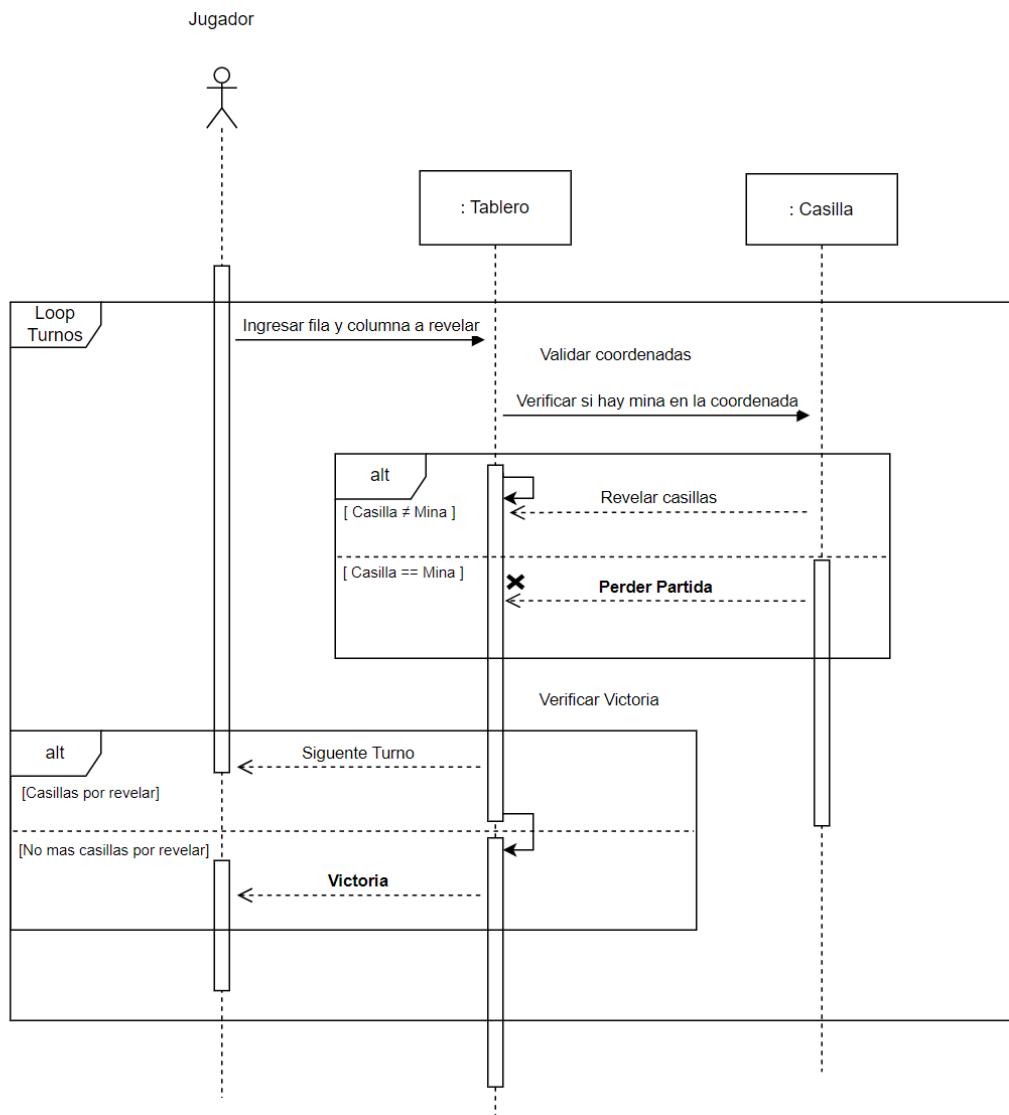 Jugador
: Tablero
: Casilla
Loop
Turnos
Ingresar fila y columna a revelar
Validar coordenadas
Verificar si hay mina en la coordenada
alt
Revelar casillas
[ Casilla ≠ Mina ]
[ Casilla == Mina ]
Perder Partida
Verificar Victoria
alt
Siguente Turno
[Casillas por revelar]
[No mas casillas por revelar]
Victoria